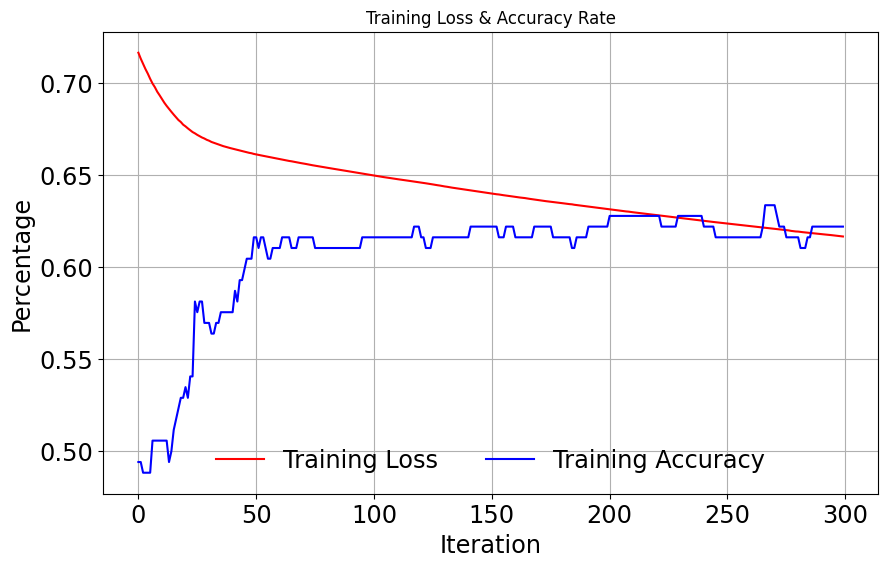 Training Loss & Accuracy Rate
Percentage
0.70
0.65
0.60
0.55
0.50
Training Loss Training Accuracy
0 50 100 150 200 250 300
Iteration